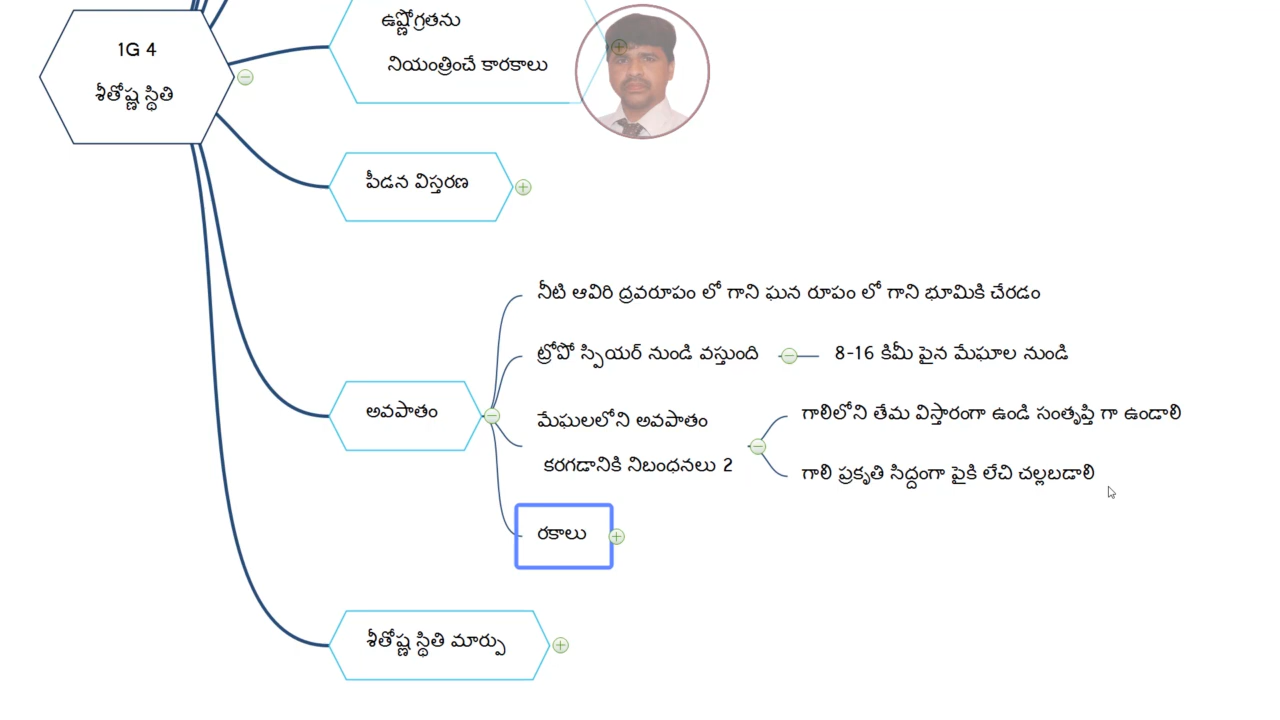 1G 4
శీతోష్ణ స్థితి
ఉష్ణోగ్రతను
నియంత్రించే కారకాలు
పీడన విస్తరణ
అవపాతం
నీటి ఆవిరి ద్రవరూపం లో గాని ఘన రూపం లో గాని భూమికి చేరడం
ట్రోపో స్పియర్ నుండి వస్తుంది
8-16 కిమీ పైన మేఘాల నుండి
మేఘలలోని అవపాతం
కరగడానికి నిబంధనలు 2
గాలిలోని తేమ విస్తారంగా ఉండి సంతృప్తి గా ఉండాలి
గాలి ప్రకృతి సిద్దంగా పైకి లేచి చల్లబడాలి
రకాలు
శీతోష్ణ స్థితి మార్పు